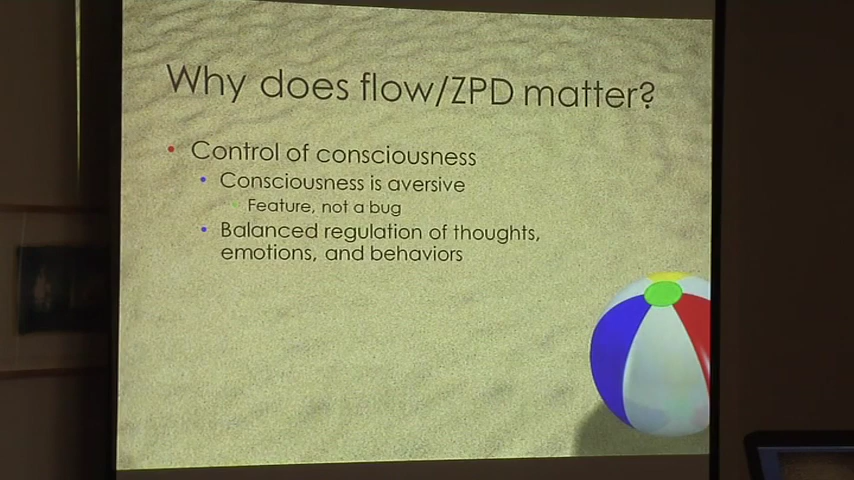 Why does flow/ZPD matter?
Control of consciousness
Consciousness is aversive
Feature, not a bug
Balanced regulation of thoughts,
emotions, and behaviors